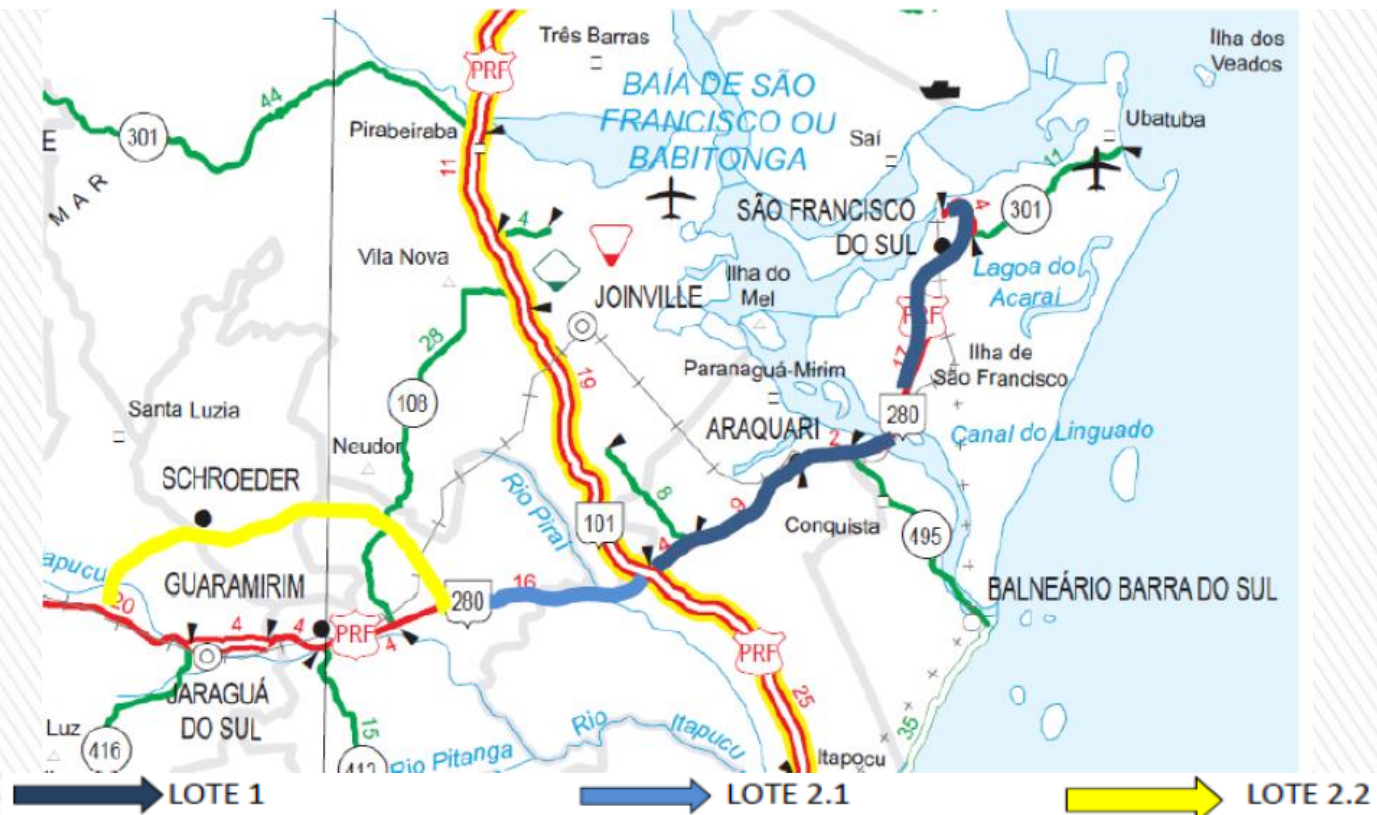 Três Barras
Ilha dos
Veados
PRF
BAÍA DE SÃO
FRANCISCO OU
BABITONGA
44
301
E
MAR
Pirabeiraba
11
Saí
Ubatuba
11
4
SÃO FRANCISCO
DO SUL
4
301
Vila Nova
JOINVILLE
Ilha do
Mel
Lagoa do
Acaraí
PRF
28
19
17
Ilha de
São Francisco
Paranaguá-Mirim
108
Santa Luzia
ARAQUARI
2
280
Canal do Linguado
Neudor
SCHROEDER
Rio Piraí
8
9
101
Conquista
495
4
apucu
GUARAMIRIM
280
16
BALNEÁRIO BARRA DO SUL
20
4
4
PRF
4
PRF
25
JARAGUÁ
DO SUL
15
Rio
Itapucu
35
Luz
416
Rio Pitanga
Itapocu
LOTE 1
LOTE 2.1
LOTE 2.2